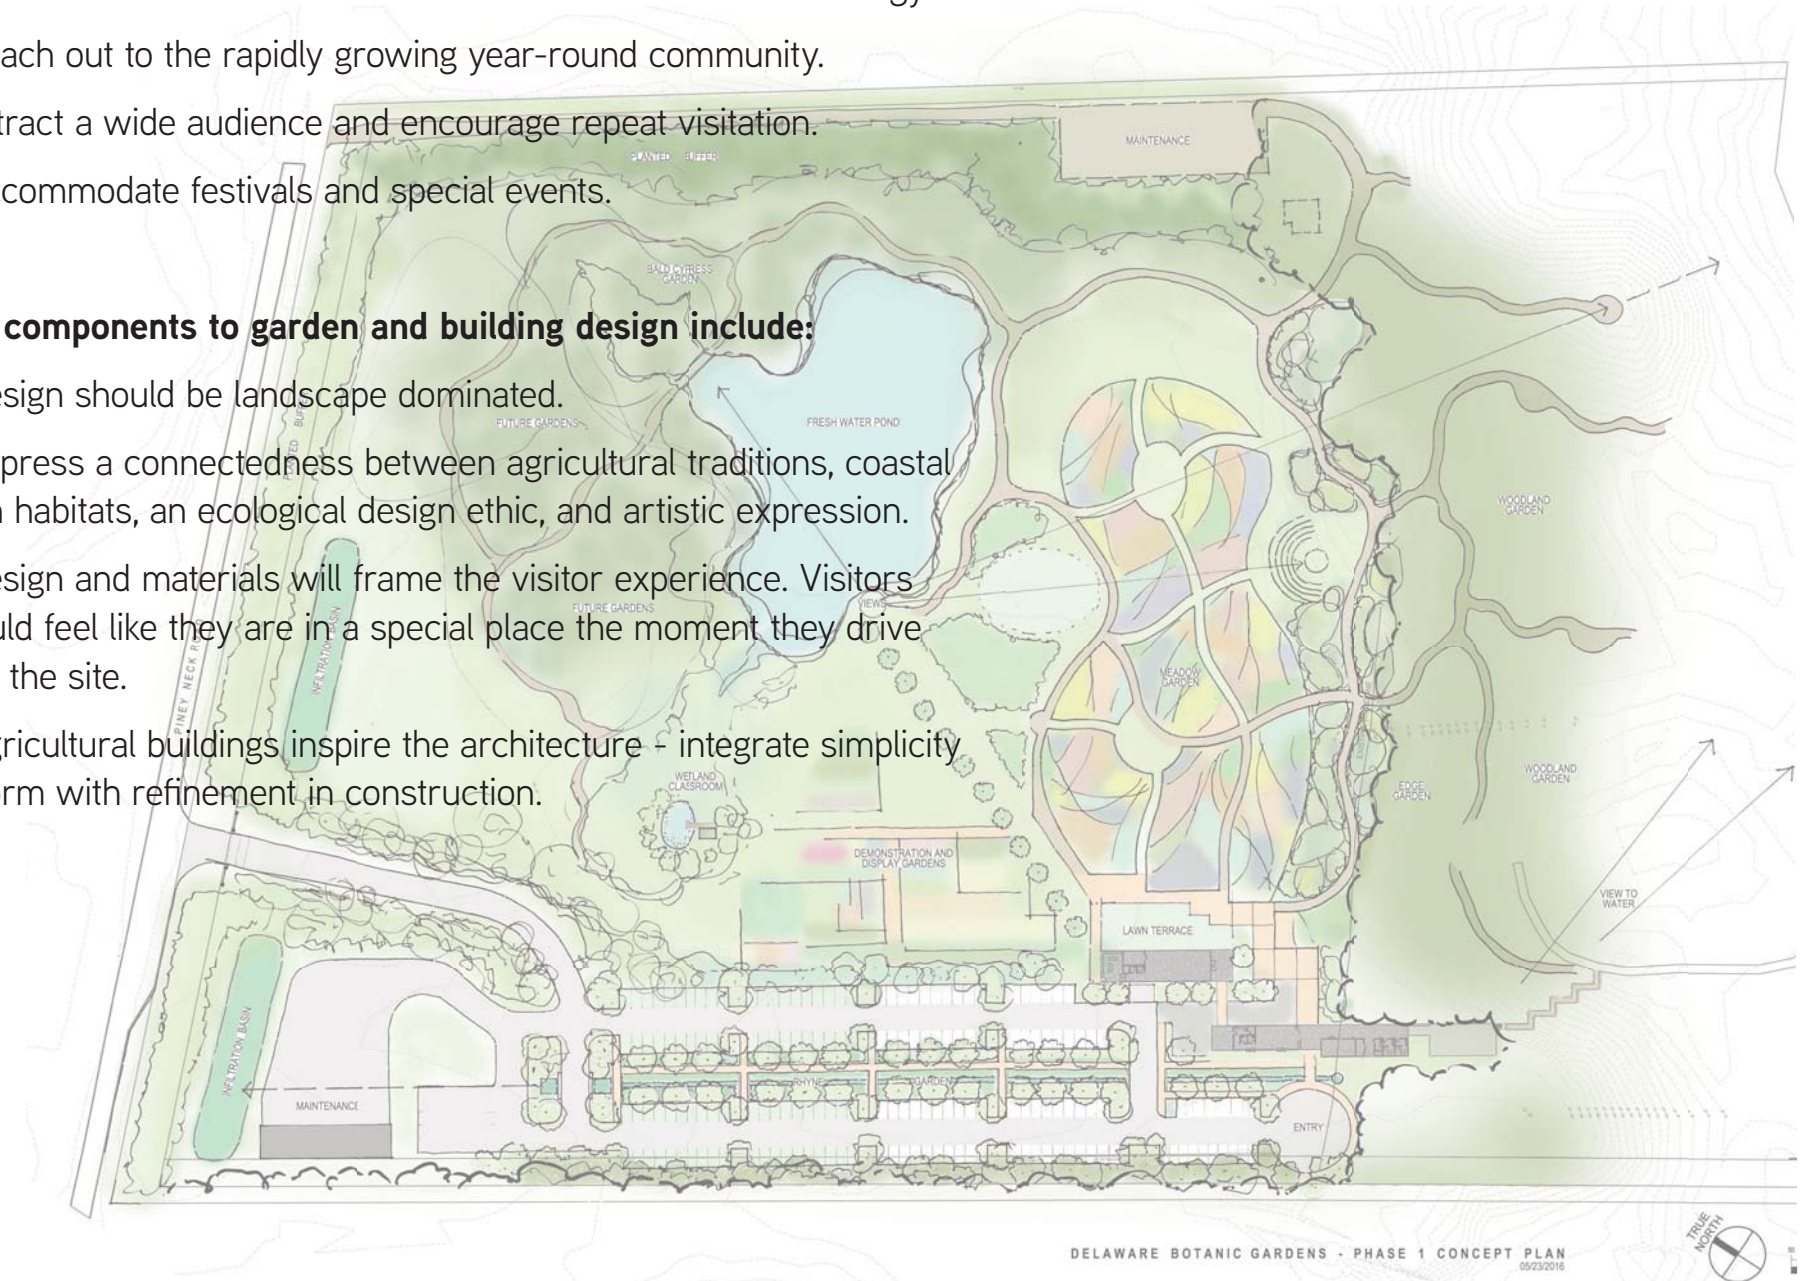 gy
ach out to the rapidly growing year-round community.
tract a wide audience and encourage repeat visitation.
commodate festivals and special events.
components to garden and building design include:
esign should be landscape dominated.
press a connectedness between agricultural traditions, coastal
n habitats, an ecological design ethic, and artistic expression.
esign and materials will frame the visitor experience. Visitors
uld feel like they are in a special place the moment they drive
the site.
gricultural buildings inspire the architecture - integrate simplicity
orm with refinement in construction.
PLANTED BUFFER
MAINTENANCE
BALD CYPRESS
GARDEN
FUTURE GARDENS
FRESH WATER POND
PLANTED BUFF
WOODLAND
GARDEN
FUTURE GARDENS
VIEWS
INFILTRATION BASIN
PINEY NECK R
MEADOW
GARDEN
WETLAND
CLASSROOM
WOODLAND
GARDEN
EDGE
GARDEN
DEMONSTRATION AND
DISPLAY GARDENS
VIEW TO
WATER
LAWN TERRACE
INFILTRATION BASIN
RHYNE GARDEN
MAINTENANCE
ENTRY
TRUE
NORTH
DELAWARE BOTANIC GARDENS - PHASE 1 CONCEPT PLAN
05/23/2016